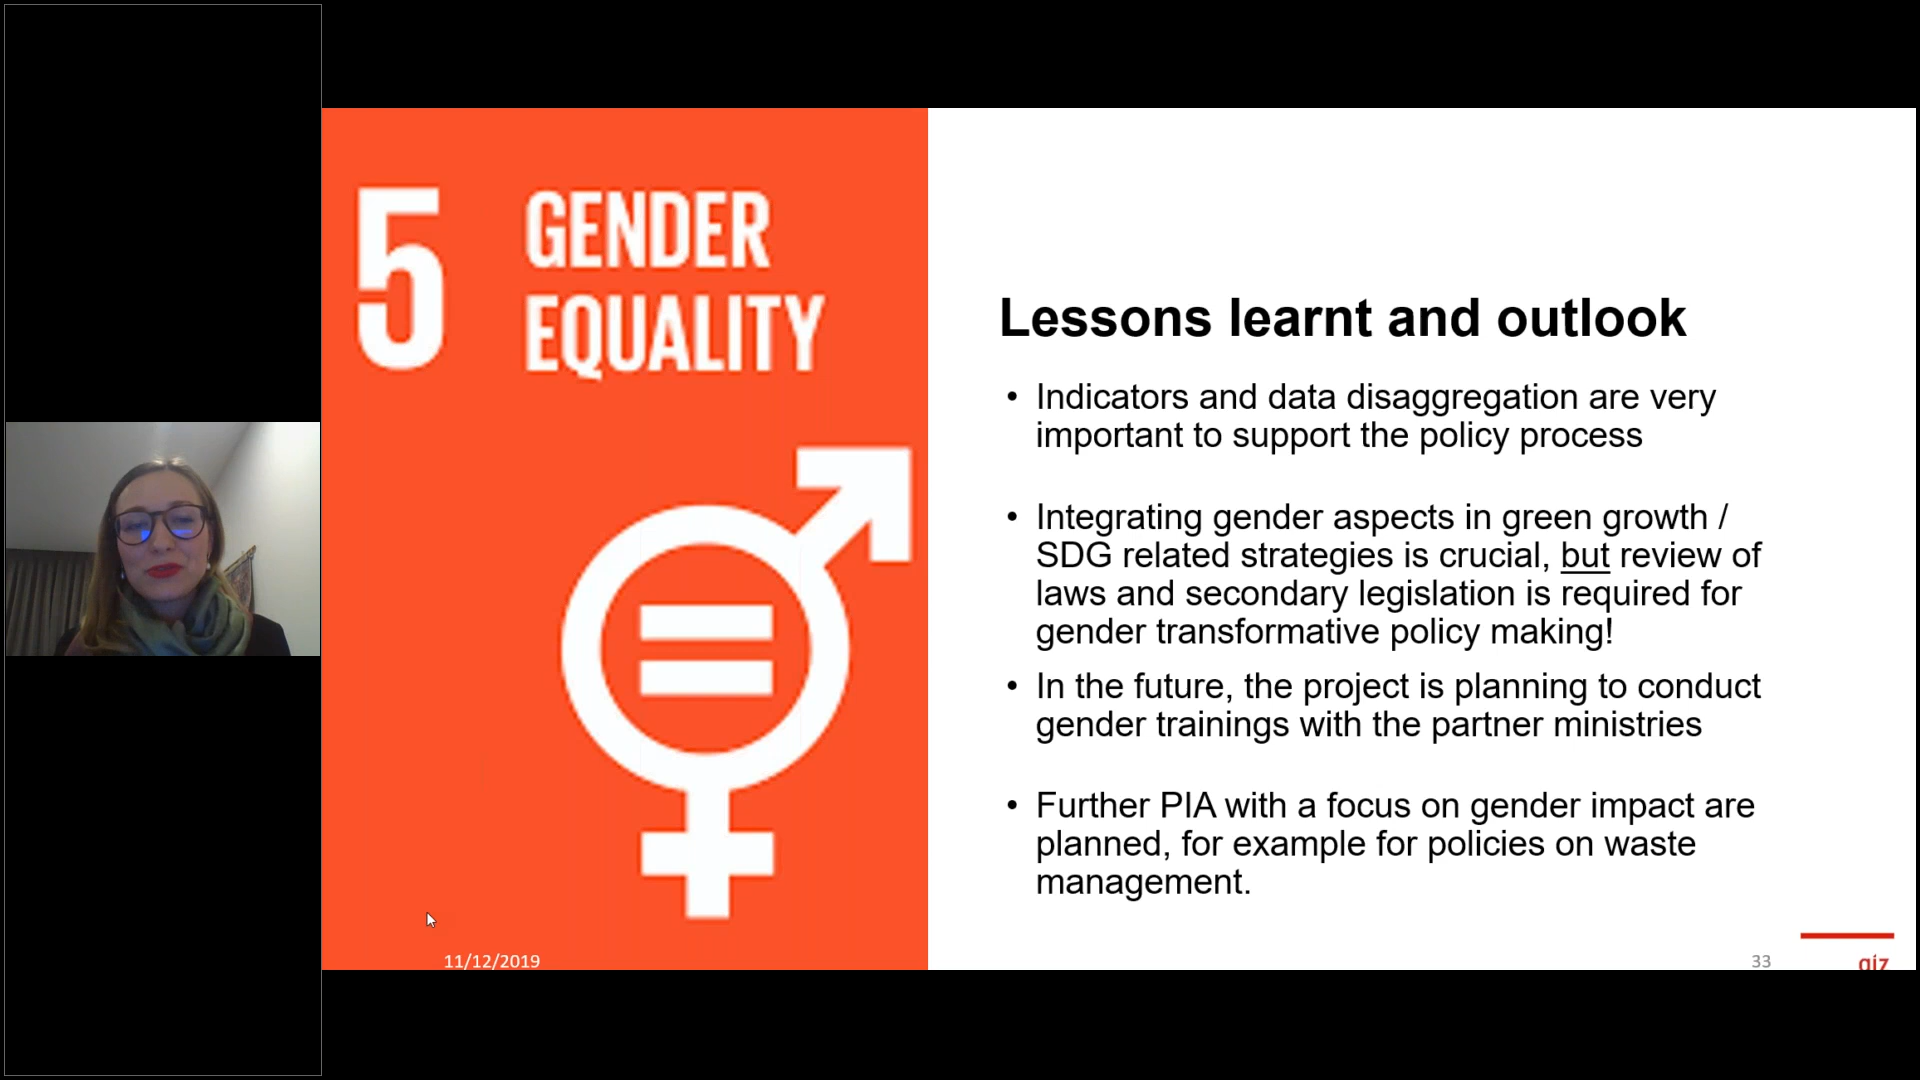 5 GENDER
EQUALITY
Lessons learnt and outlook
• Indicators and data disaggregation are very
important to support the policy process
• Integrating gender aspects in green growth /
SDG related strategies is crucial, but review of
laws and secondary legislation is required for
gender transformative policy making!
• In the future, the project is planning to conduct
gender trainings with the partner ministries
• Further PIA with a focus on gender impact are
planned, for example for policies on waste
management.
11/12/2019
33
giz